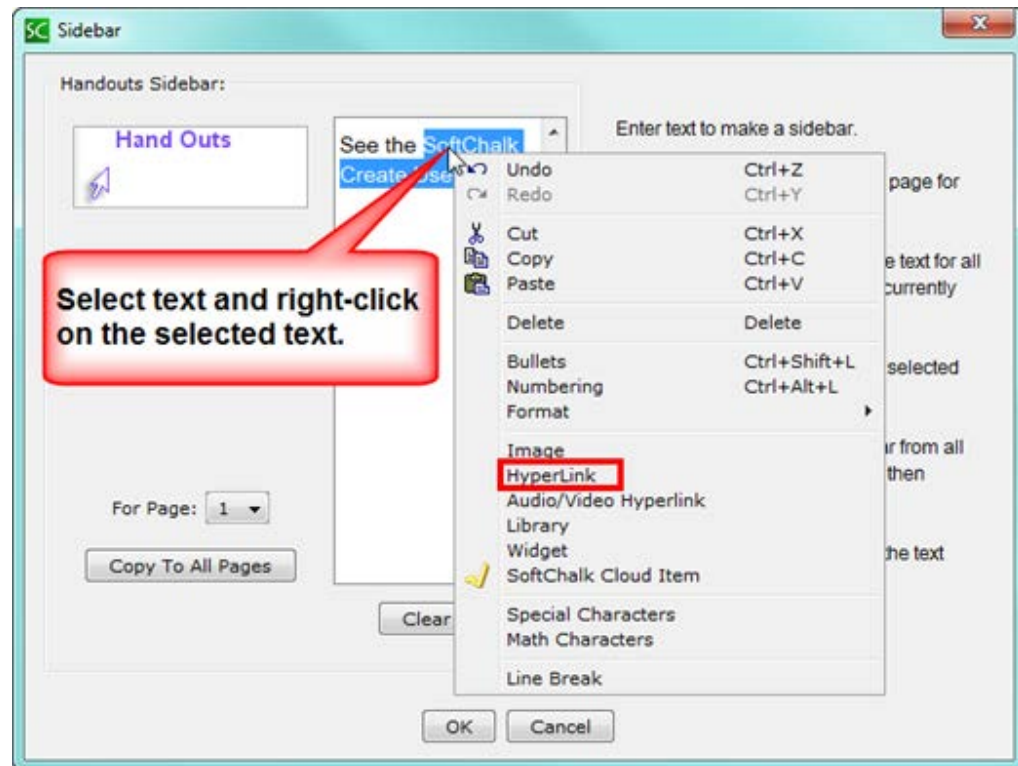 SC Sidebar
Handouts Sidebar:
Hand Outs
See the SoftChalk
Create Use
Enter text to make a sidebar.
page for
e text for all
currently
selected
ar from all
then
the text
Select text and right-click
on the selected text.
Undo Ctrl+Z
Redo Ctrl+Y
Cut Ctrl+X
Copy Ctrl+C
Paste Ctrl+V
Delete Delete
Bullets Ctrl+Shift+L
Numbering Ctrl+Alt+L
Format
Image
HyperLink
Audio/Video Hyperlink
Library
Widget
SoftChalk Cloud Item
Special Characters
Math Characters
Line Break
For Page: 1
Copy To All Pages
Clear
OK Cancel